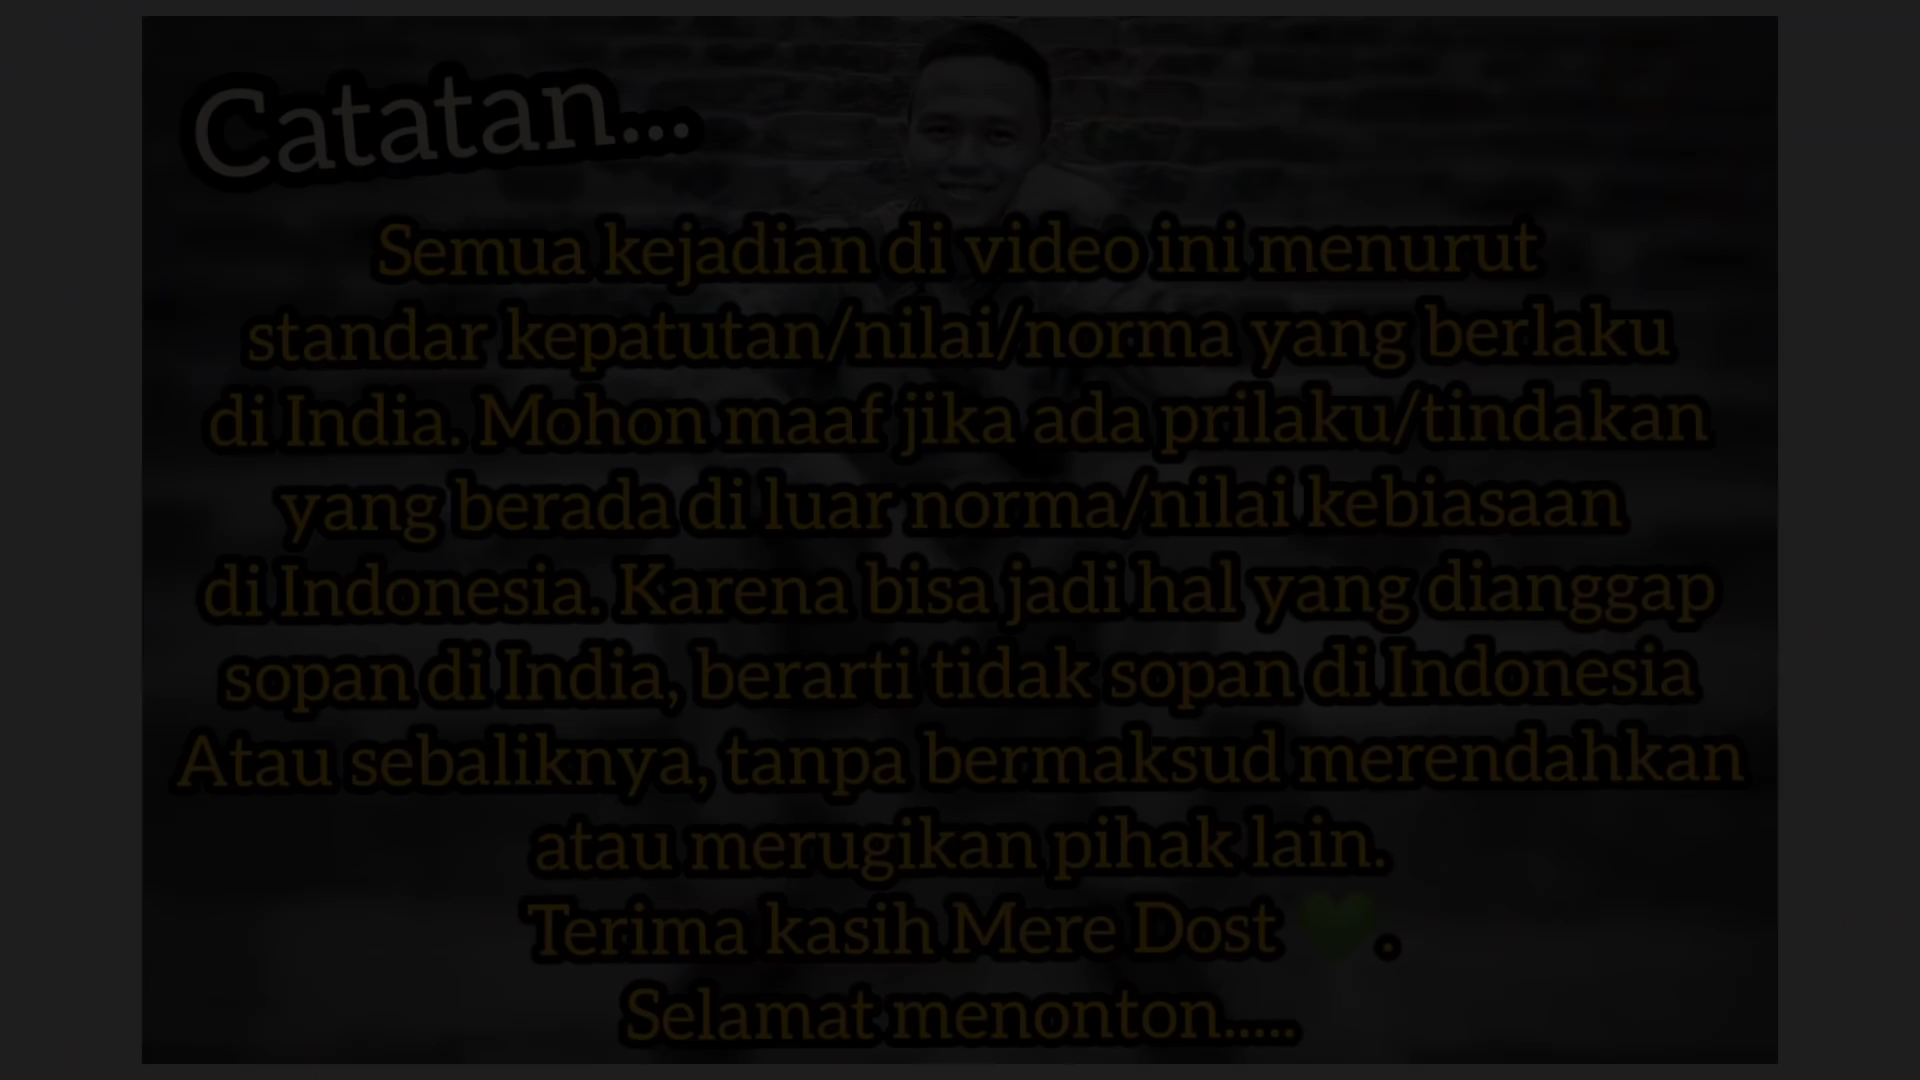 Catatan...
Semua kejadian di video ini menurut
standar kepatutan/nilai/norma yang berlaku
di India. Mohon maaf jika ada prilaku/tindakan
yang berada di luar norma/nilai kebiasaan
di Indonesia. Karena bisa jadi hal yang dianggap
sopan di India, berarti tidak sopan di Indonesia
Atau sebaliknya, tanpa bermaksud merendahkan
atau merugikan pihak lain.
Terima kasih Mere Dost 💚.
Selamat menonton.....